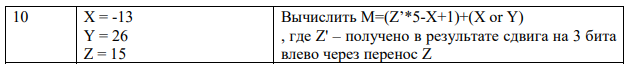 10
X = -13
Y = 26
Z = 15
Вычислить M=(Z’*5-X+1)+(X or Y)
, где Z' – получено в результате сдвига на 3 бита
влево через перенос Z